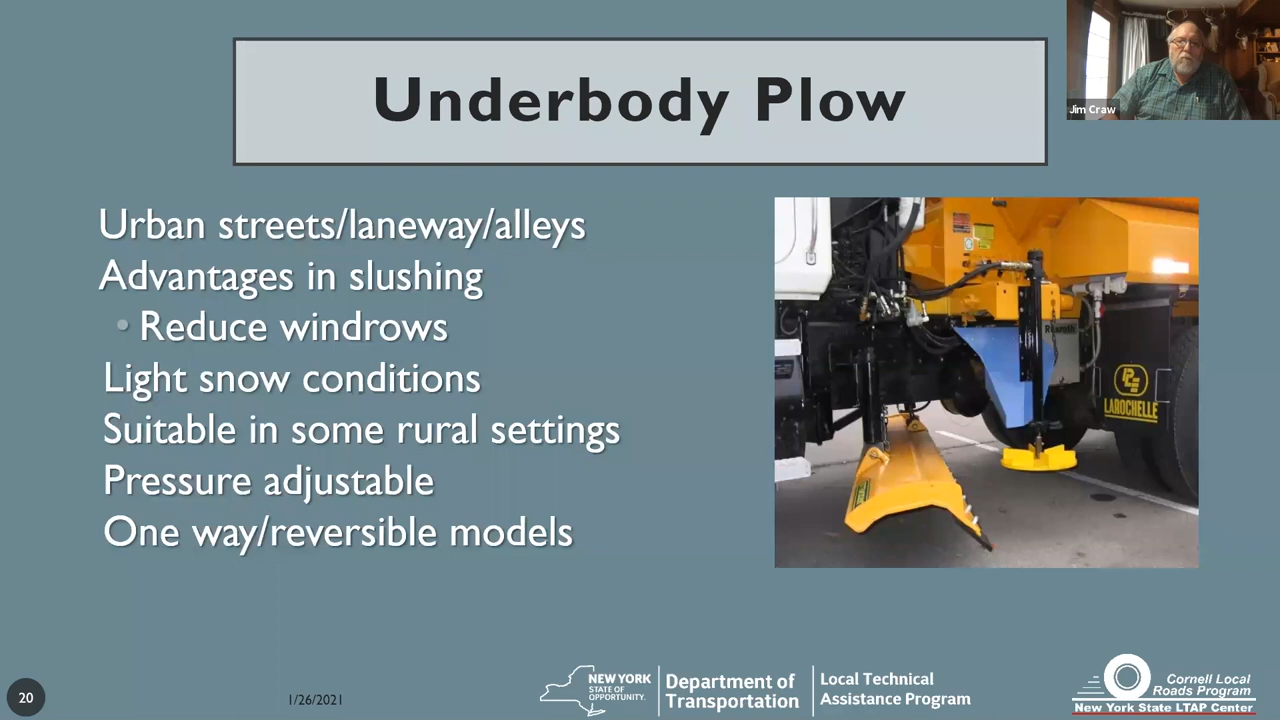 Underbody Plow
Jim Craw
Urban streets/laneway/alleys
Advantages in slushing
• Reduce windrows
Light snow conditions
Suitable in some rural settings
Pressure adjustable
One way/reversible models
Rexroth
LAROCHELLE
20
1/26/2021
NEW YORK
STATE OF
OPPORTUNITY.
Department of
Transportation
Local Technical
Assistance Program
Cornell Local
Roads Program
New York State LTAP Center